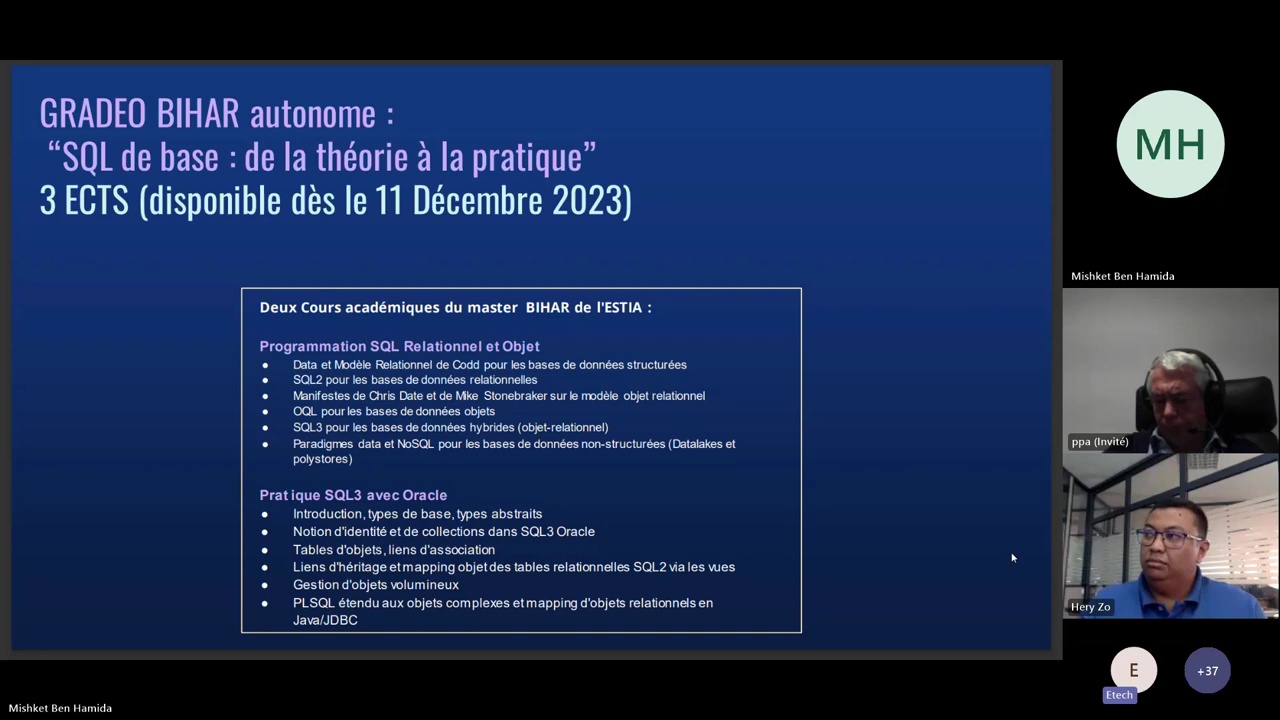 GRADEO BIHAR autonome :
“SQL de base : de la théorie à la pratique”
3 ECTS (disponible dès le 11 Décembre 2023)
Deux Cours académiques du master BIHAR de l'ESTIA :
Programmation SQL Relationnel et Objet
● Data et Modèle Relationnel de Codd pour les bases de données structurées
● SQL2 pour les bases de données relationnelles
● Manifestes de Chris Date et de Mike Stonebraker sur le modèle objet relationnel
● OQL pour les bases de données objets
● SQL3 pour les bases de données hybrides (objet-relationnel)
● Paradigmes data et NoSQL pour les bases de données non-structurées (Datalakes et
polystores)
Prat ique SQL3 avec Oracle
● Introduction, types de base, types abstraits
● Notion d'identité et de collections dans SQL3 Oracle
● Tables d'objets, liens d'association
● Liens d'héritage et mapping objet des tables relationnelles SQL2 via les vues
● Gestion d'objets volumineux
● PLSQL étendu aux objets complexes et mapping d'objets relationnels en
Java/JDBC
MH
Mishket Ben Hamida
ppa (Invité)
Hery Zo
E
+37
Etech
Mishket Ben Hamida